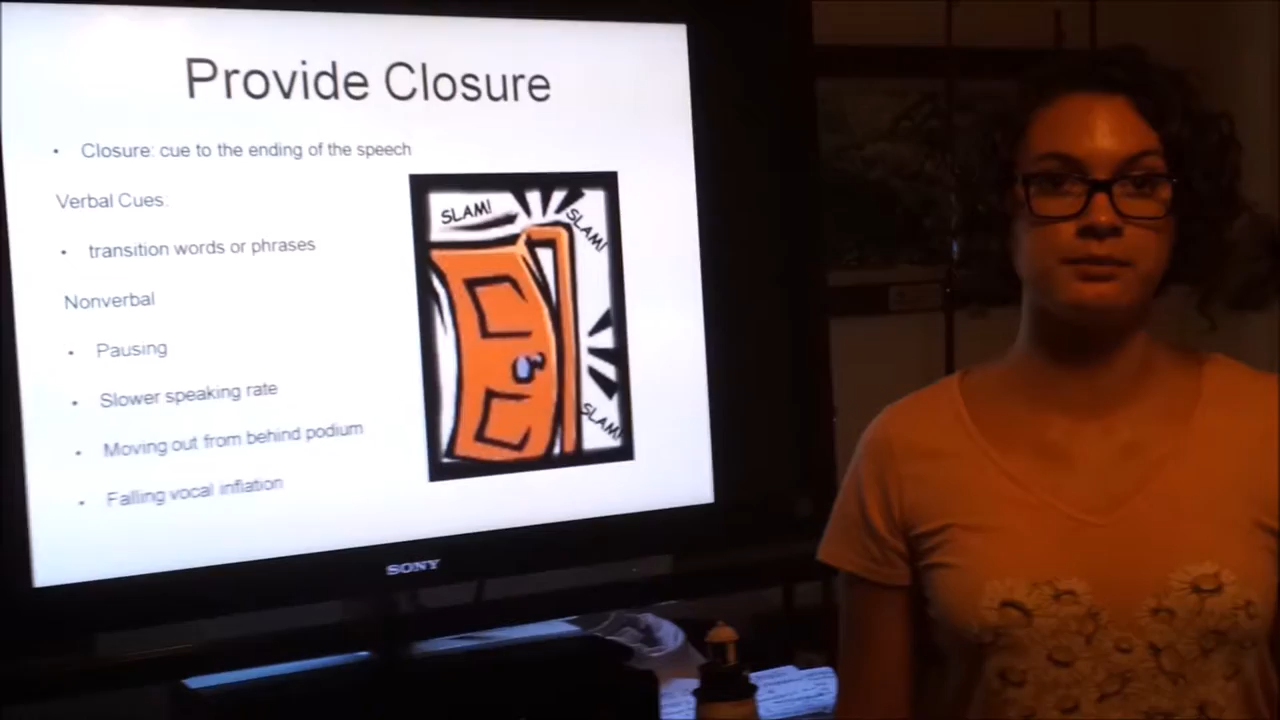 Provide Closure
• Closure: cue to the ending of the speech
Verbal Cues:
• transition words or phrases
Nonverbal
• Pausing
• Slower speaking rate
• Moving out from behind podium
• Falling vocal inflation
SLAM!
SLAM!
SLAM!
SONY